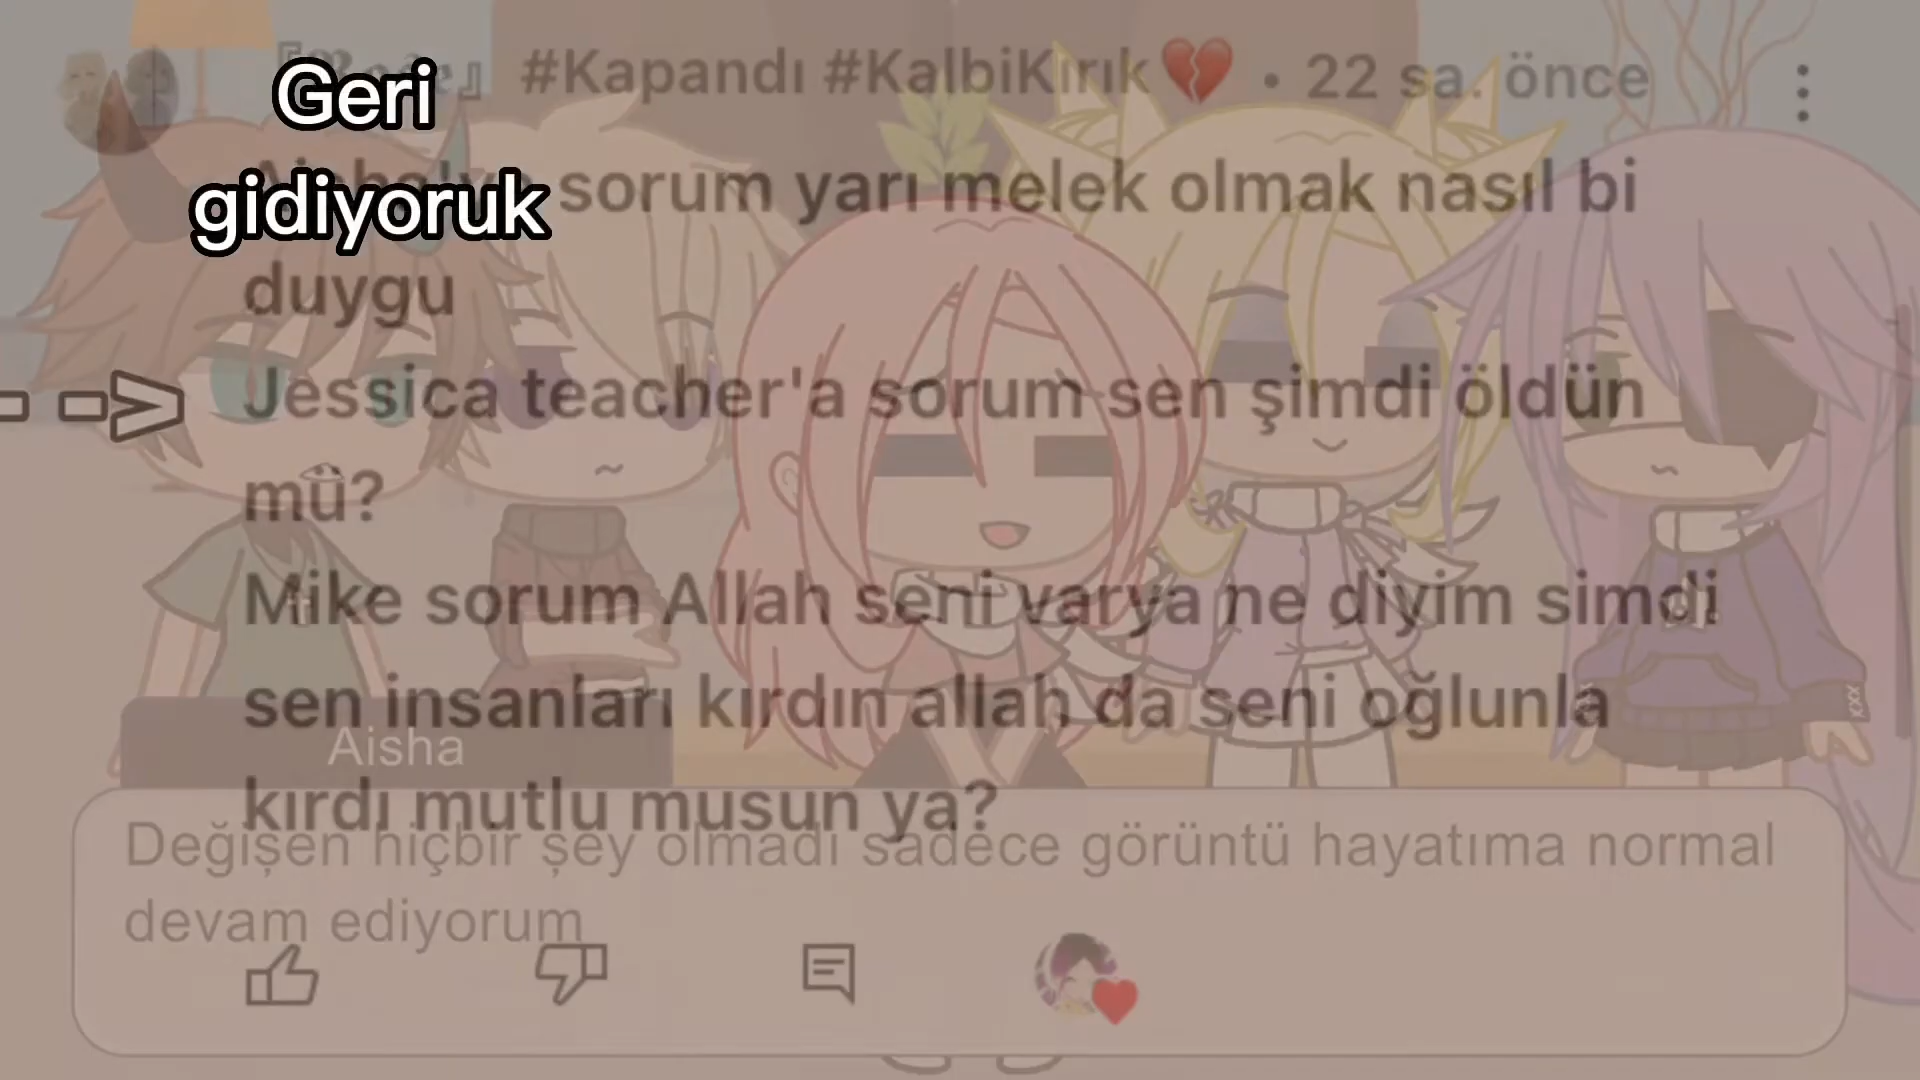 #Kapandı #KalbiKırık💔 • 22 sa. önce
Geri
gidiyoruk
sorum yarı melek olmak nasıl bi
duygu
Jessica teacher'a sorum sen şimdi öldün
mü?
Mike sorum Allah seni varya ne diyim simdi
sen insanları kırdın allah da seni oğlunla
kırdı mutlu musun ya?
Aisha
Değişen hiçbir şey olmadı sadece görüntü hayatıma normal
devam ediyorum
xxx